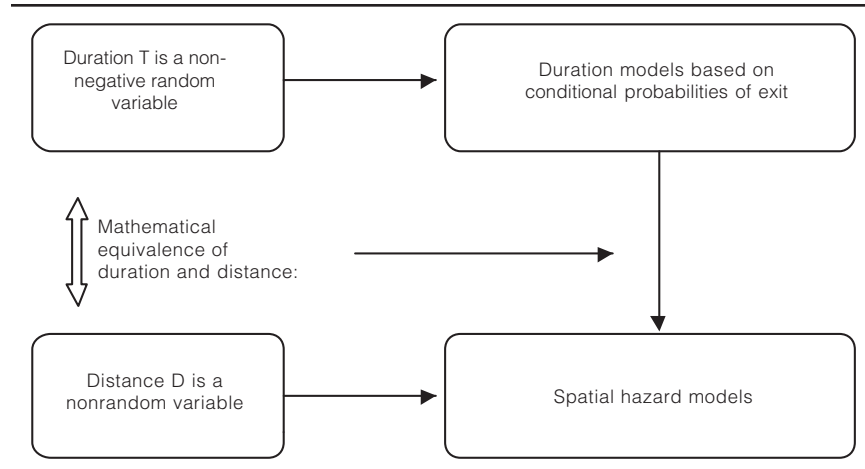 Duration T is a non-
negative random
variable
Duration models based on
conditional probabilities of exit
Mathematical
equivalence of
duration and distance:
Distance D is a
nonrandom variable
Spatial hazard models